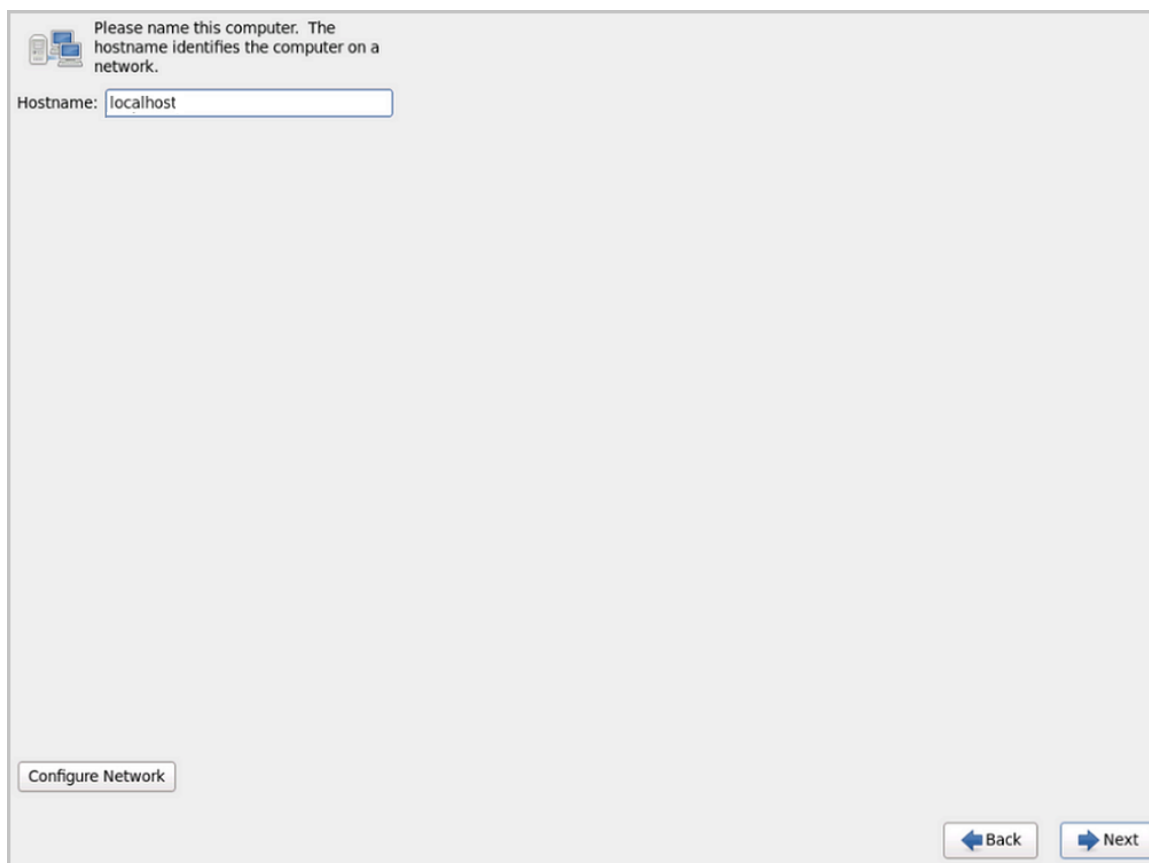 Please name this computer.  The
hostname identifies the computer on a
network.
Hostname: localhost
Configure Network
Back Next